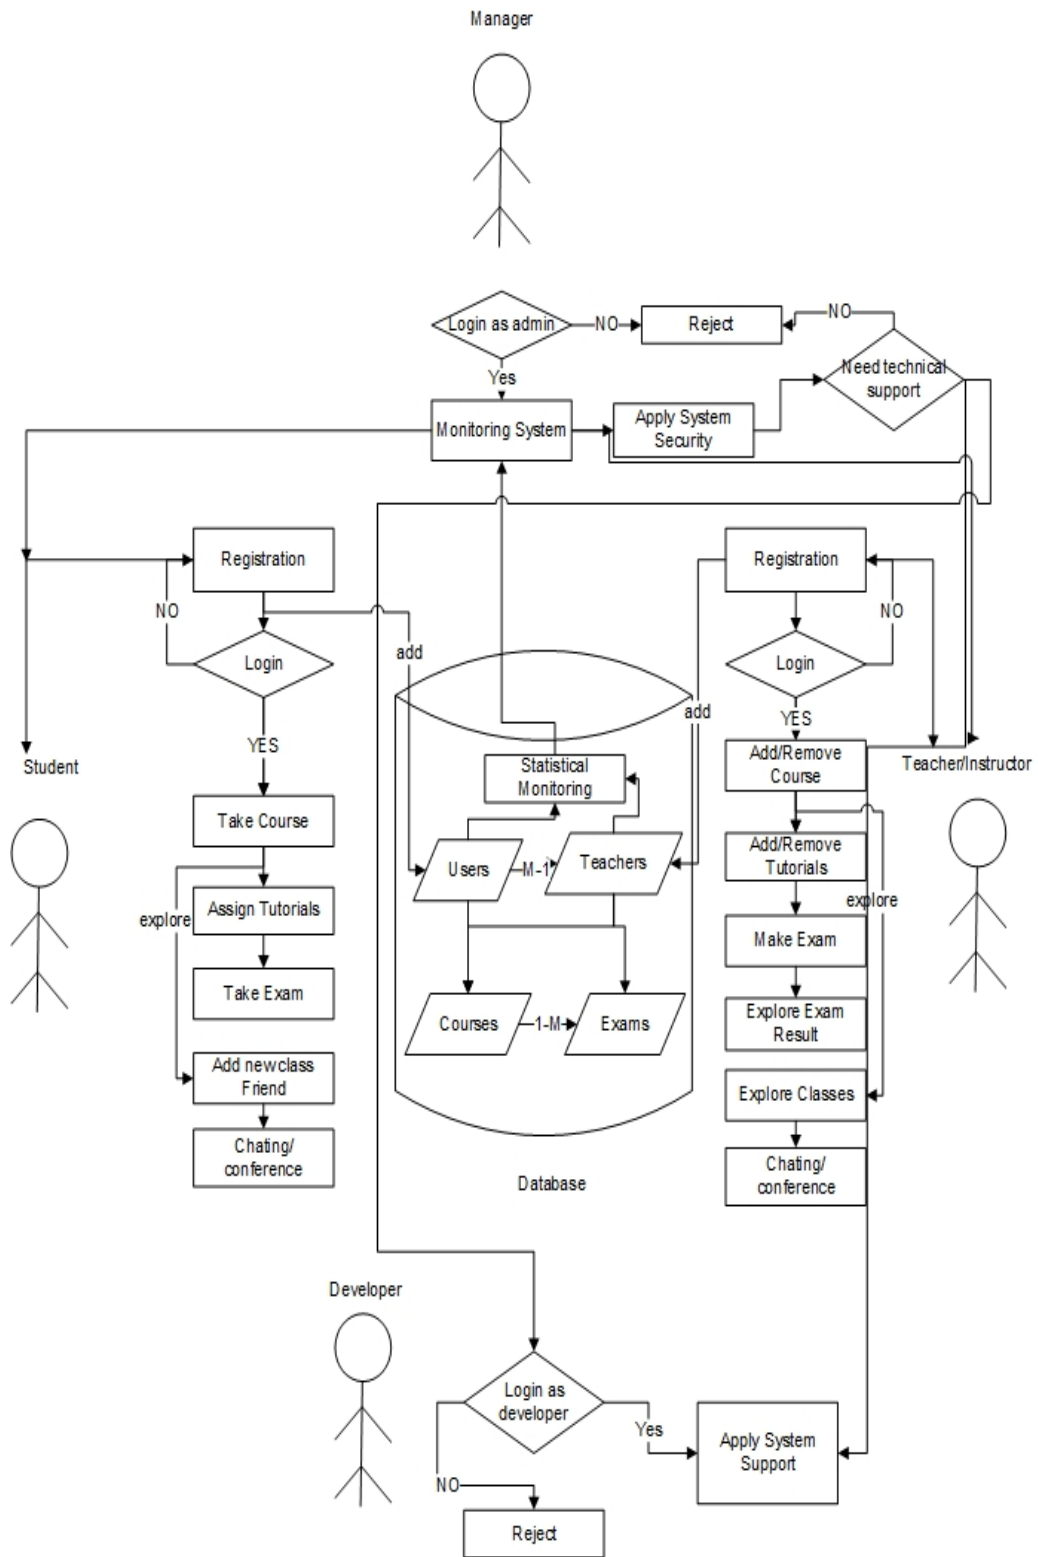 Manager
Login as admin
NO
Reject
NO
Need technical
support
Yes
Monitoring System
Apply System
Security
Registration
Registration
NO
NO
Login
add
Login
add
YES
YES
Student
Statistical
Monitoring
Add/Remove
Course
Teacher/Instructor
Take Course
Users
M-1
Teachers
Add/Remove
Tutorials
explore
Assign Tutorials
explore
Make Exam
Take Exam
Courses
1-M
Exams
Explore Exam
Result
Add new class
Friend
Explore Classes
Chating/
conference
Chating/
conference
Database
Developer
Login as
developer
Yes
Apply System
Support
NO
Reject